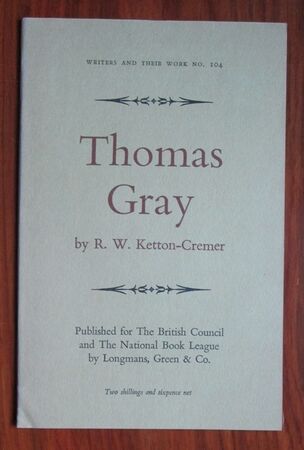 WRITERS AND THEIR WORK NO. 104
Thomas
Gray
by R. W. Ketton-Cremer
Published for The British Council
and The National Book League
by Longmans, Green & Co.
Two shillings and sixpence net